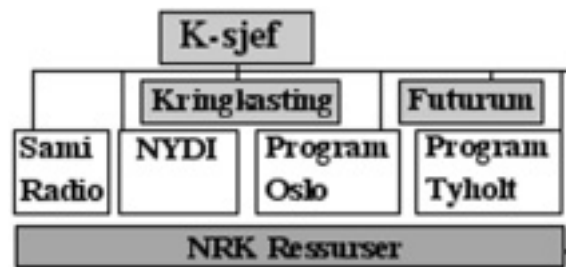 K-sjef
Kringkasting
Futurum
Sami
Radio
NYDI
Program
Oslo
Program
Tyholt
NRK Ressurser